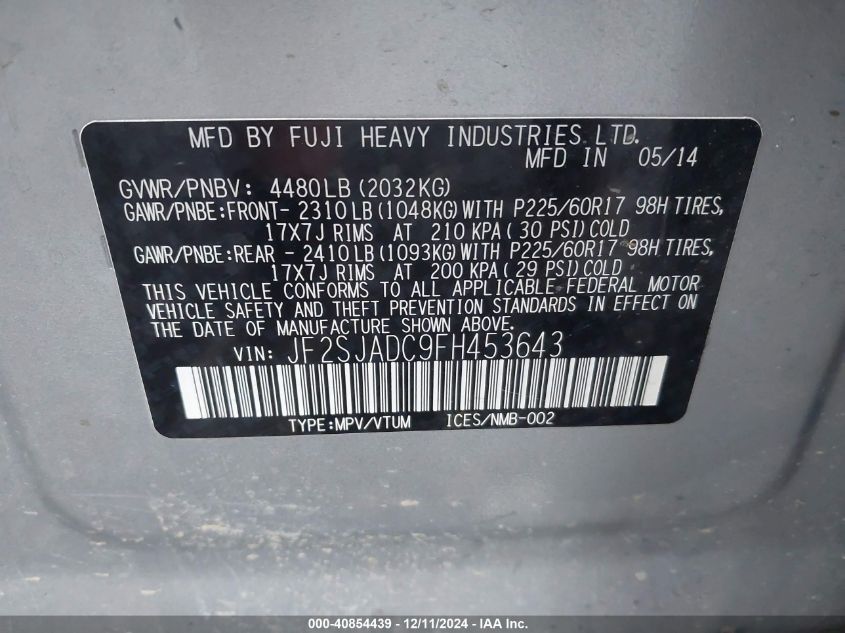 MFD BY FUJI HEAVY INDUSTRIES LTD.
MFD IN 05/14
GVWR/PNBV: 4480LB (2032KG)
GAWR/PNBE:FRONT- 2310LB(1048KG)WITH P225/60R17 98H TIRES,
17X7J RIMS AT 210 KPA( 30 PSI)COLD
GAWR/PNBE:REAR - 2410LB(1093KG)WITH P225/60R17 98H TIRES,
17X7J RIMS AT 200 KPA( 29 PSI)COLD
THIS VEHICLE CONFORMS TO ALL APPLICABLE FEDERAL MOTOR
VEHICLE SAFETY AND THEFT PREVENTION STANDARDS IN EFFECT ON
THE DATE OF MANUFACTURE SHOWN ABOVE.
VIN: JF2SJADC9FH453643
TYPE:MPV/VTUM ICES/NMB-002
000-40854439 - 12/11/2024 - IAA Inc.